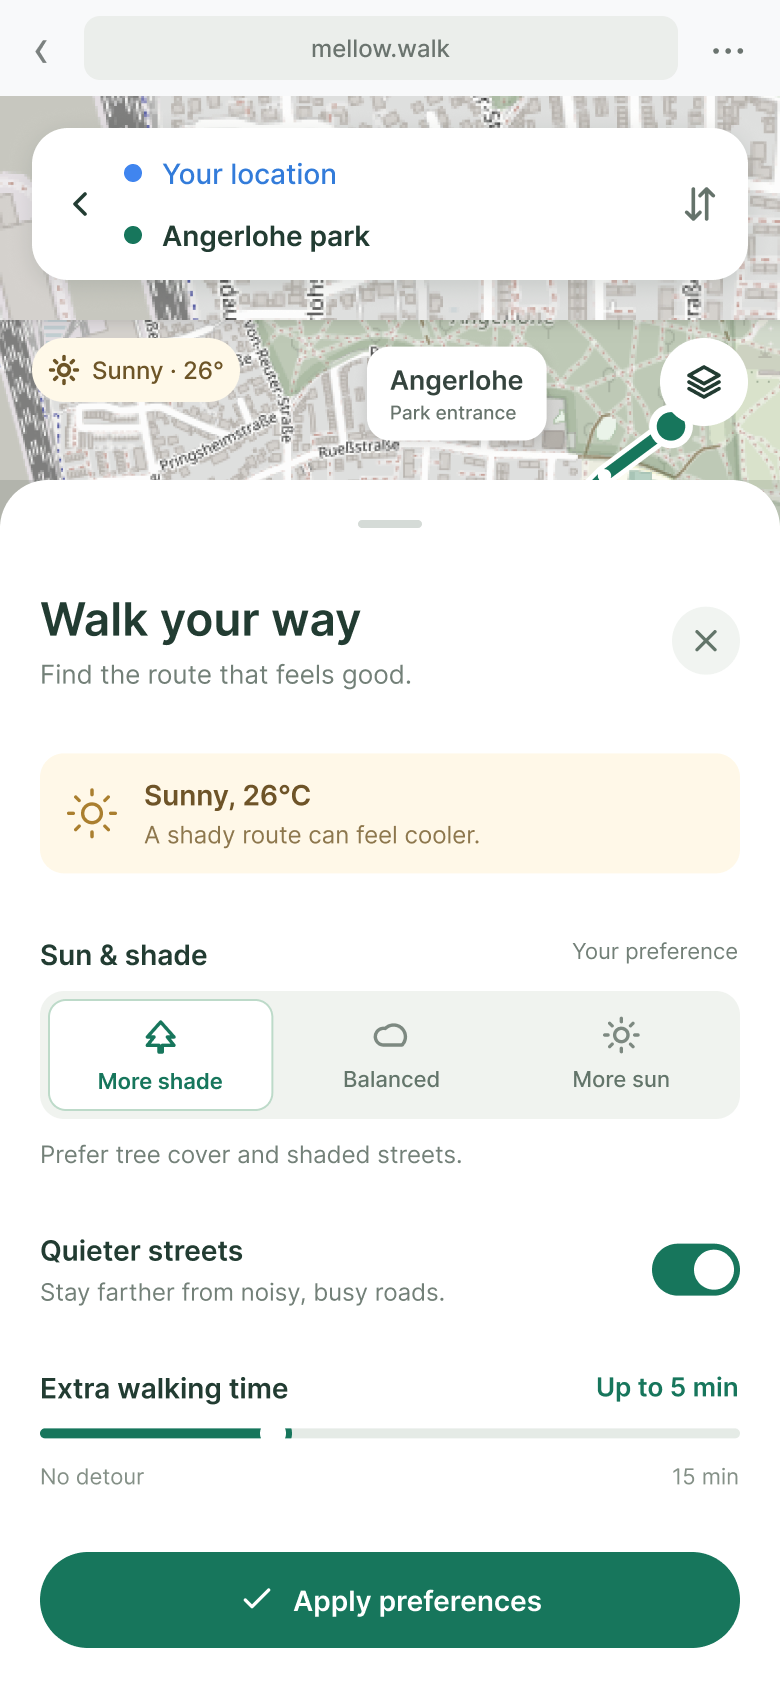 mellow.walk
Your location
Angerlohe park
Sunny · 26°
Angerlohe
Park entrance
Pringsheimstraße
Rueßstraße
von-Reuter-Straße
Walk your way
Find the route that feels good.
Sunny, 26°C
A shady route can feel cooler.
Sun & shade
Your preference
More shade
Balanced
More sun
Prefer tree cover and shaded streets.
Quieter streets
Stay farther from noisy, busy roads.
Extra walking time
Up to 5 min
No detour
15 min
Apply preferences